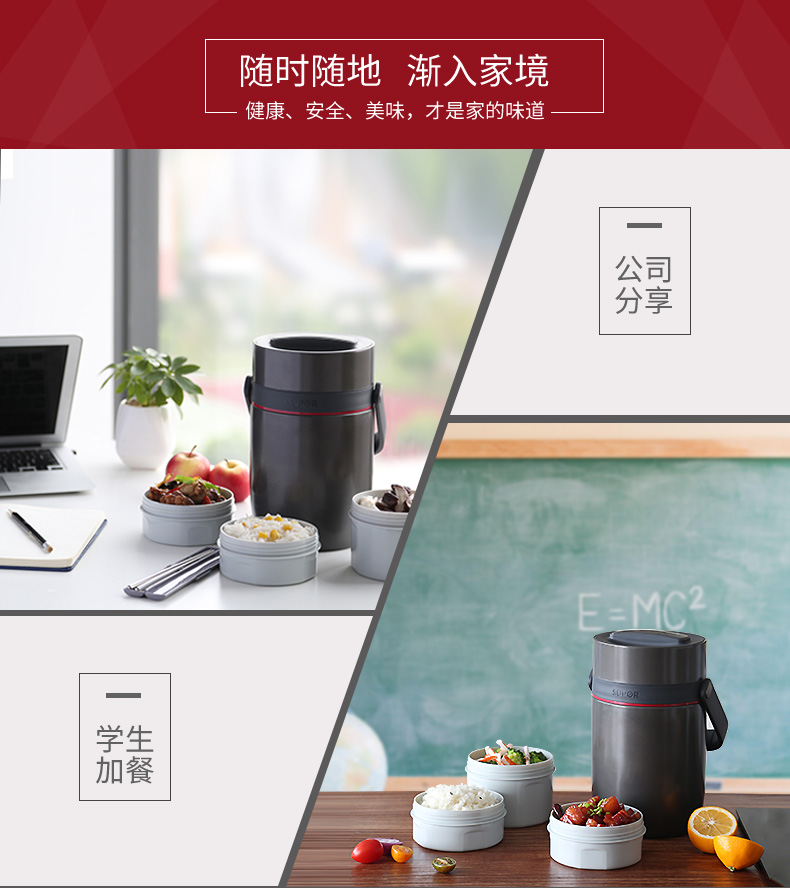 随时随地 渐入家境
健康、安全、美味，才是家的味道
公司
分享
E=MC²
SUPOR
SUPOR
学生
加餐